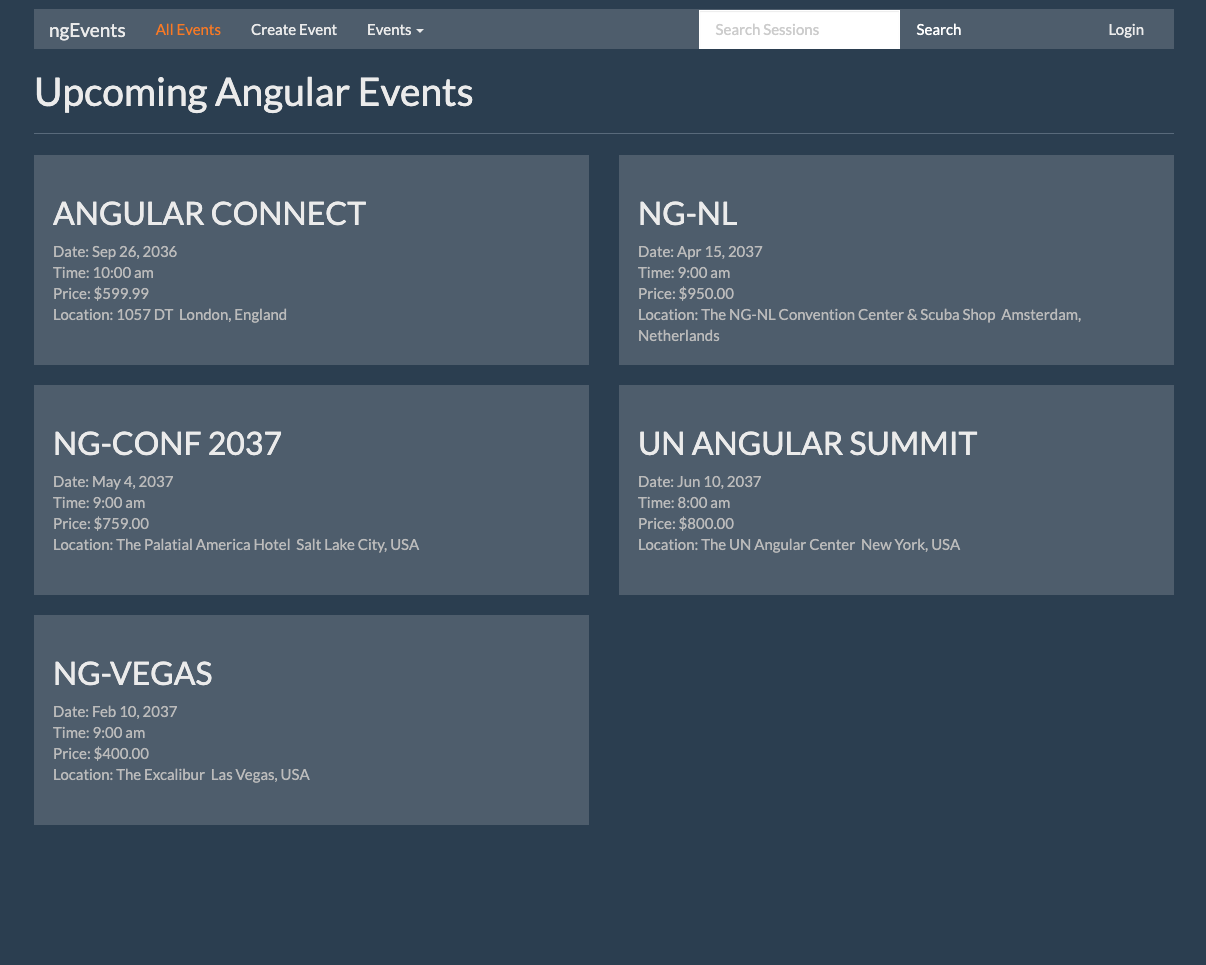 ngEvents All Events Create Event Events Search Sessions Search Login
Upcoming Angular Events
ANGULAR CONNECT
Date: Sep 26, 2036
Time: 10:00 am
Price: $599.99
Location: 1057 DT London, England
NG-NL
Date: Apr 15, 2037
Time: 9:00 am
Price: $950.00
Location: The NG-NL Convention Center & Scuba Shop Amsterdam,
Netherlands
NG-CONF 2037
Date: May 4, 2037
Time: 9:00 am
Price: $759.00
Location: The Palatial America Hotel Salt Lake City, USA
UN ANGULAR SUMMIT
Date: Jun 10, 2037
Time: 8:00 am
Price: $800.00
Location: The UN Angular Center New York, USA
NG-VEGAS
Date: Feb 10, 2037
Time: 9:00 am
Price: $400.00
Location: The Excalibur Las Vegas, USA